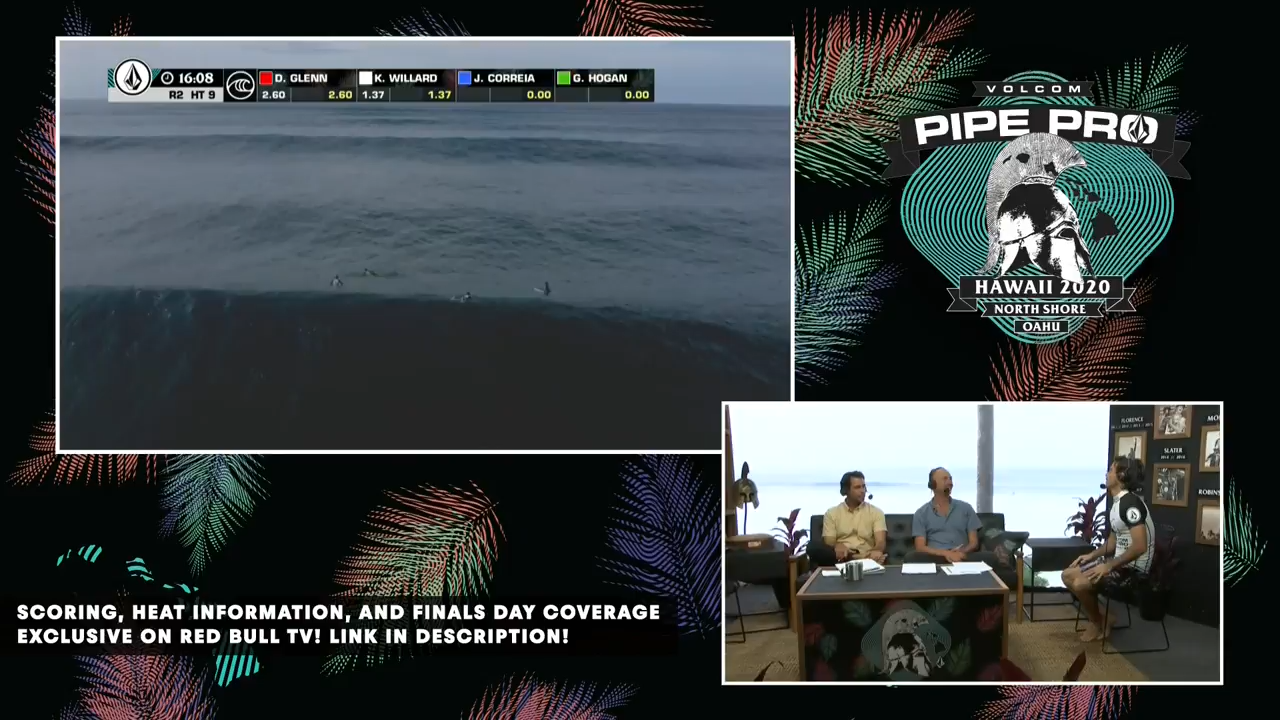 16:08
R2 HT 9
D. GLENN
2.60 2.60
K. WILLARD
1.37 1.37
J. CORREIA
0.00
G. HOGAN
0.00
VOLCOM
PIPE PRO
HAWAII 2020
NORTH SHORE
OAHU
FLORENCE
SLATER
SCORING, HEAT INFORMATION, AND FINALS DAY COVERAGE
EXCLUSIVE ON RED BULL TV! LINK IN DESCRIPTION!